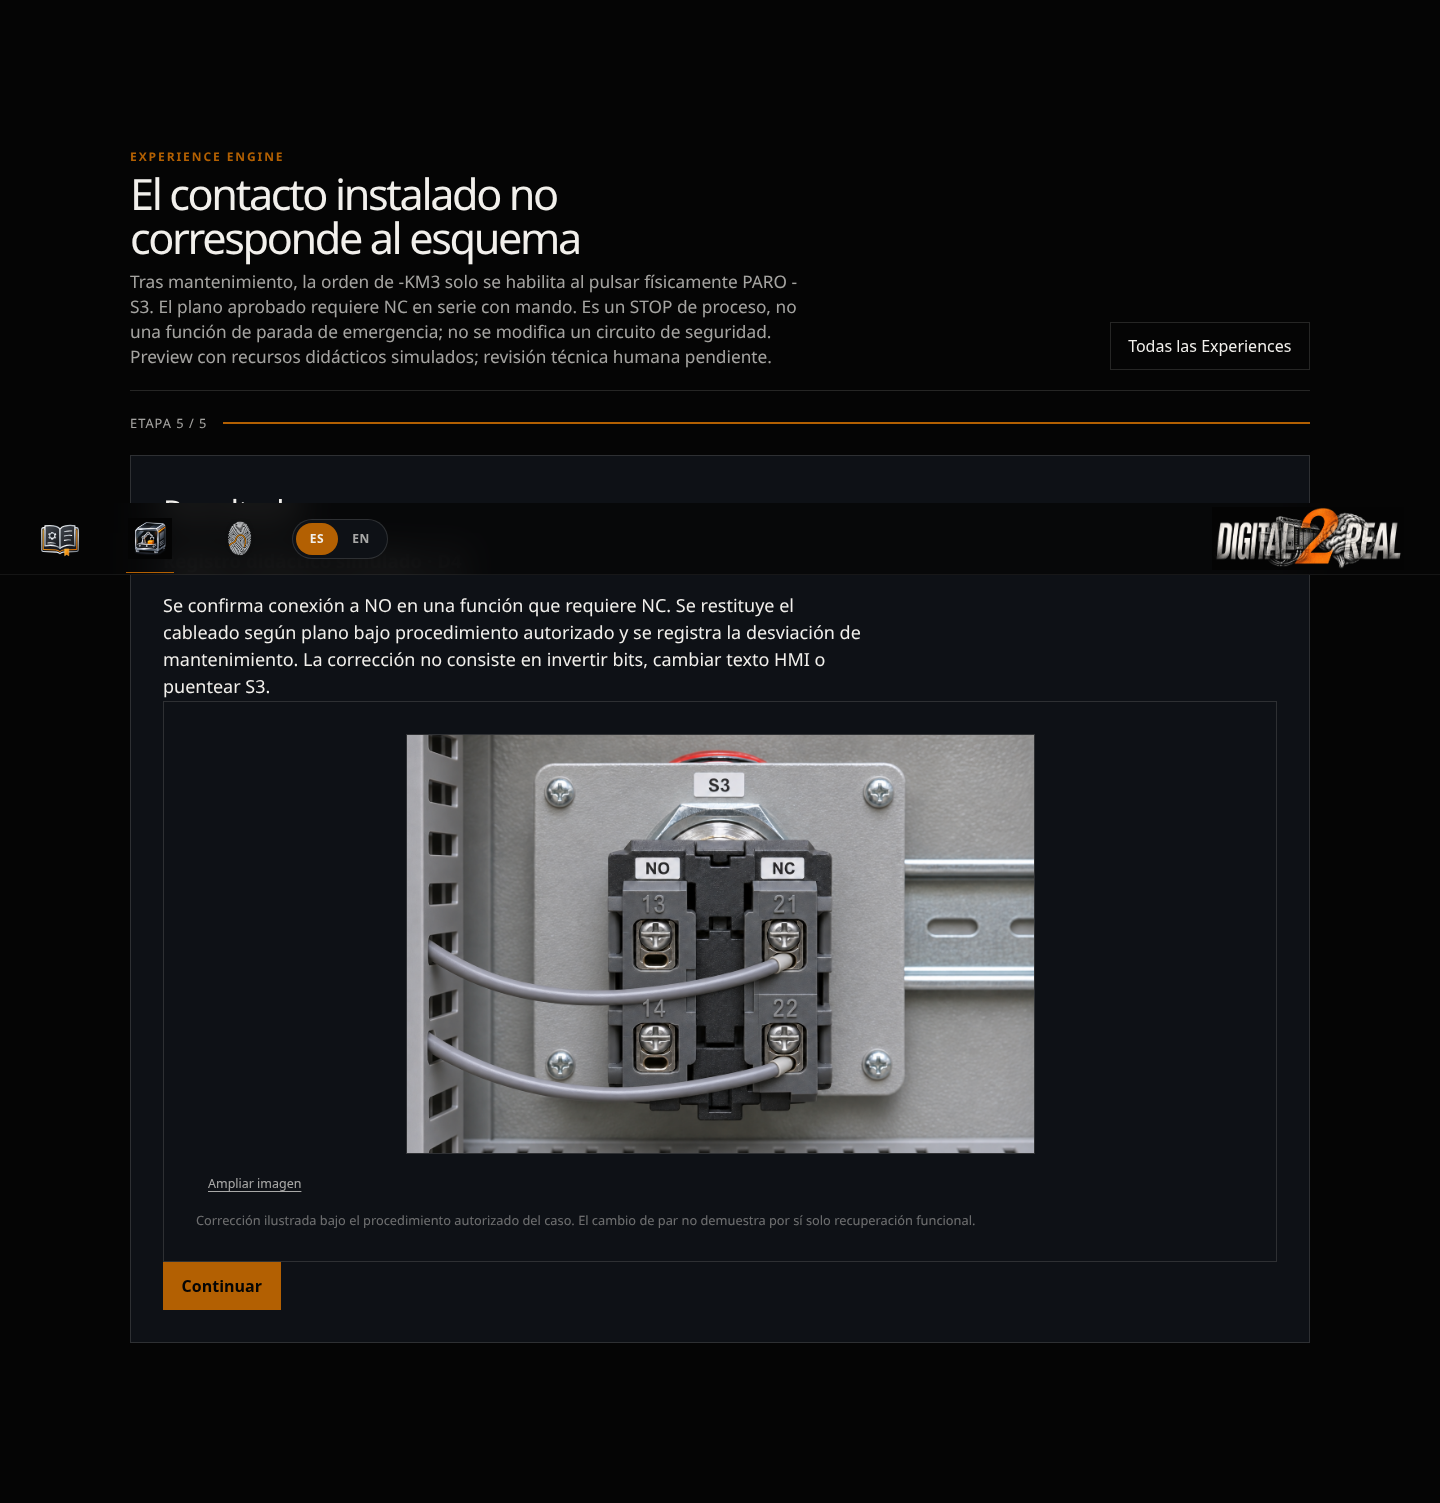 EXPERIENCE ENGINE
El contacto instalado no
corresponde al esquema
Tras mantenimiento, la orden de -KM3 solo se habilita al pulsar físicamente PARO -
S3. El plano aprobado requiere NC en serie con mando. Es un STOP de proceso, no
una función de parada de emergencia; no se modifica un circuito de seguridad.
Preview con recursos didácticos simulados; revisión técnica humana pendiente.
Todas las Experiences
ETAPA 5 / 5
ES
EN
DIGITAL 2 REAL
Se confirma conexión a NO en una función que requiere NC. Se restituye el
cableado según plano bajo procedimiento autorizado y se registra la desviación de
mantenimiento. La corrección no consiste en invertir bits, cambiar texto HMI o
puentear S3.
S3
NO
NC
13
21
14
22
Ampliar imagen
Corrección ilustrada bajo el procedimiento autorizado del caso. El cambio de par no demuestra por sí solo recuperación funcional.
Continuar